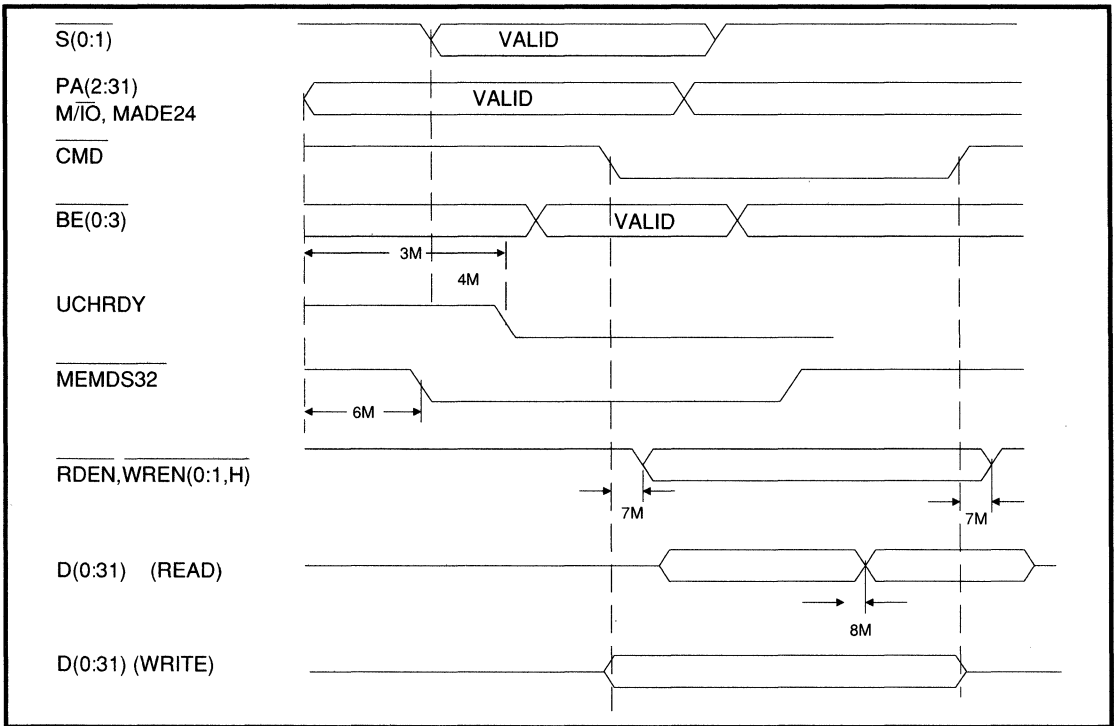 S(0:1) VALID
PA(2:31)
M/IO, MADE24 VALID
CMD
BE(0:3) VALID
3M
4M
UCHRDY
MEMDS32
6M
RDEN,WREN(0:1,H)
7M 7M
D(0:31) (READ)
8M
D(0:31) (WRITE)